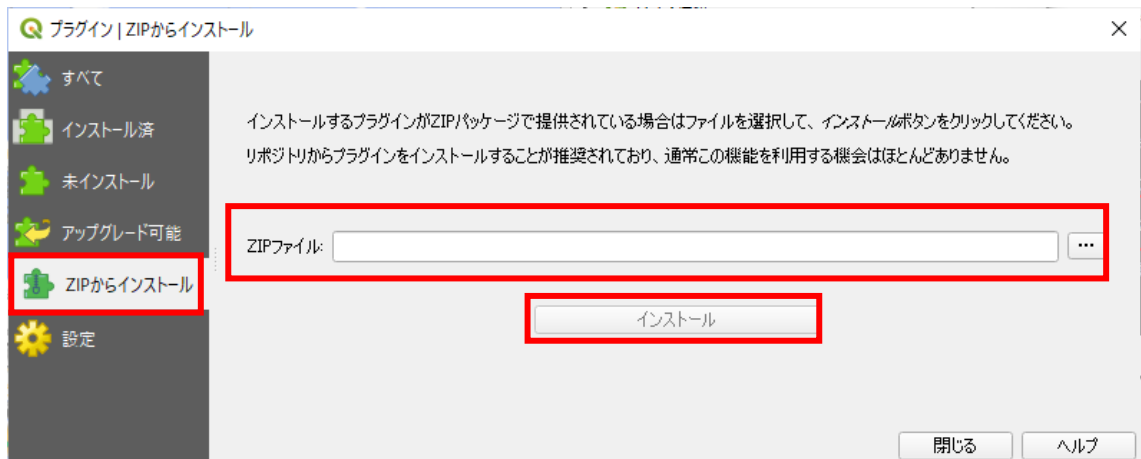 プラグイン | ZIPからインストール
すべて
インストール済
未インストール
アップグレード可能
ZIPからインストール
設定
インストールするプラグインがZIPパッケージで提供されている場合はファイルを選択して、インストールボタンをクリックしてください。
リポジトリからプラグインをインストールすることが推奨されており、通常この機能を利用する機会はほとんどありません。
ZIPファイル:
...
インストール
閉じる
ヘルプ